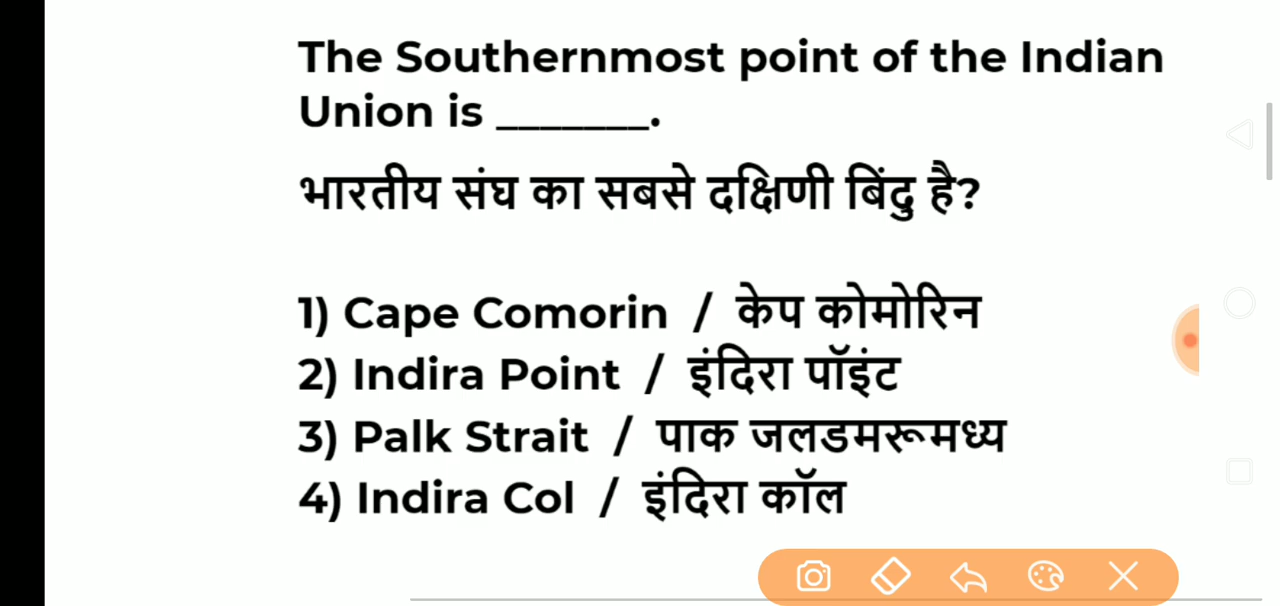 The Southernmost point of the Indian
Union is _______.
भारतीय संघ का सबसे दक्षिणी बिंदु है?
1) Cape Comorin / केप कोमोरिन
2) Indira Point / इंदिरा पॉइंट
3) Palk Strait / पाक जलडमरूमध्य
4) Indira Col / इंदिरा कॉल